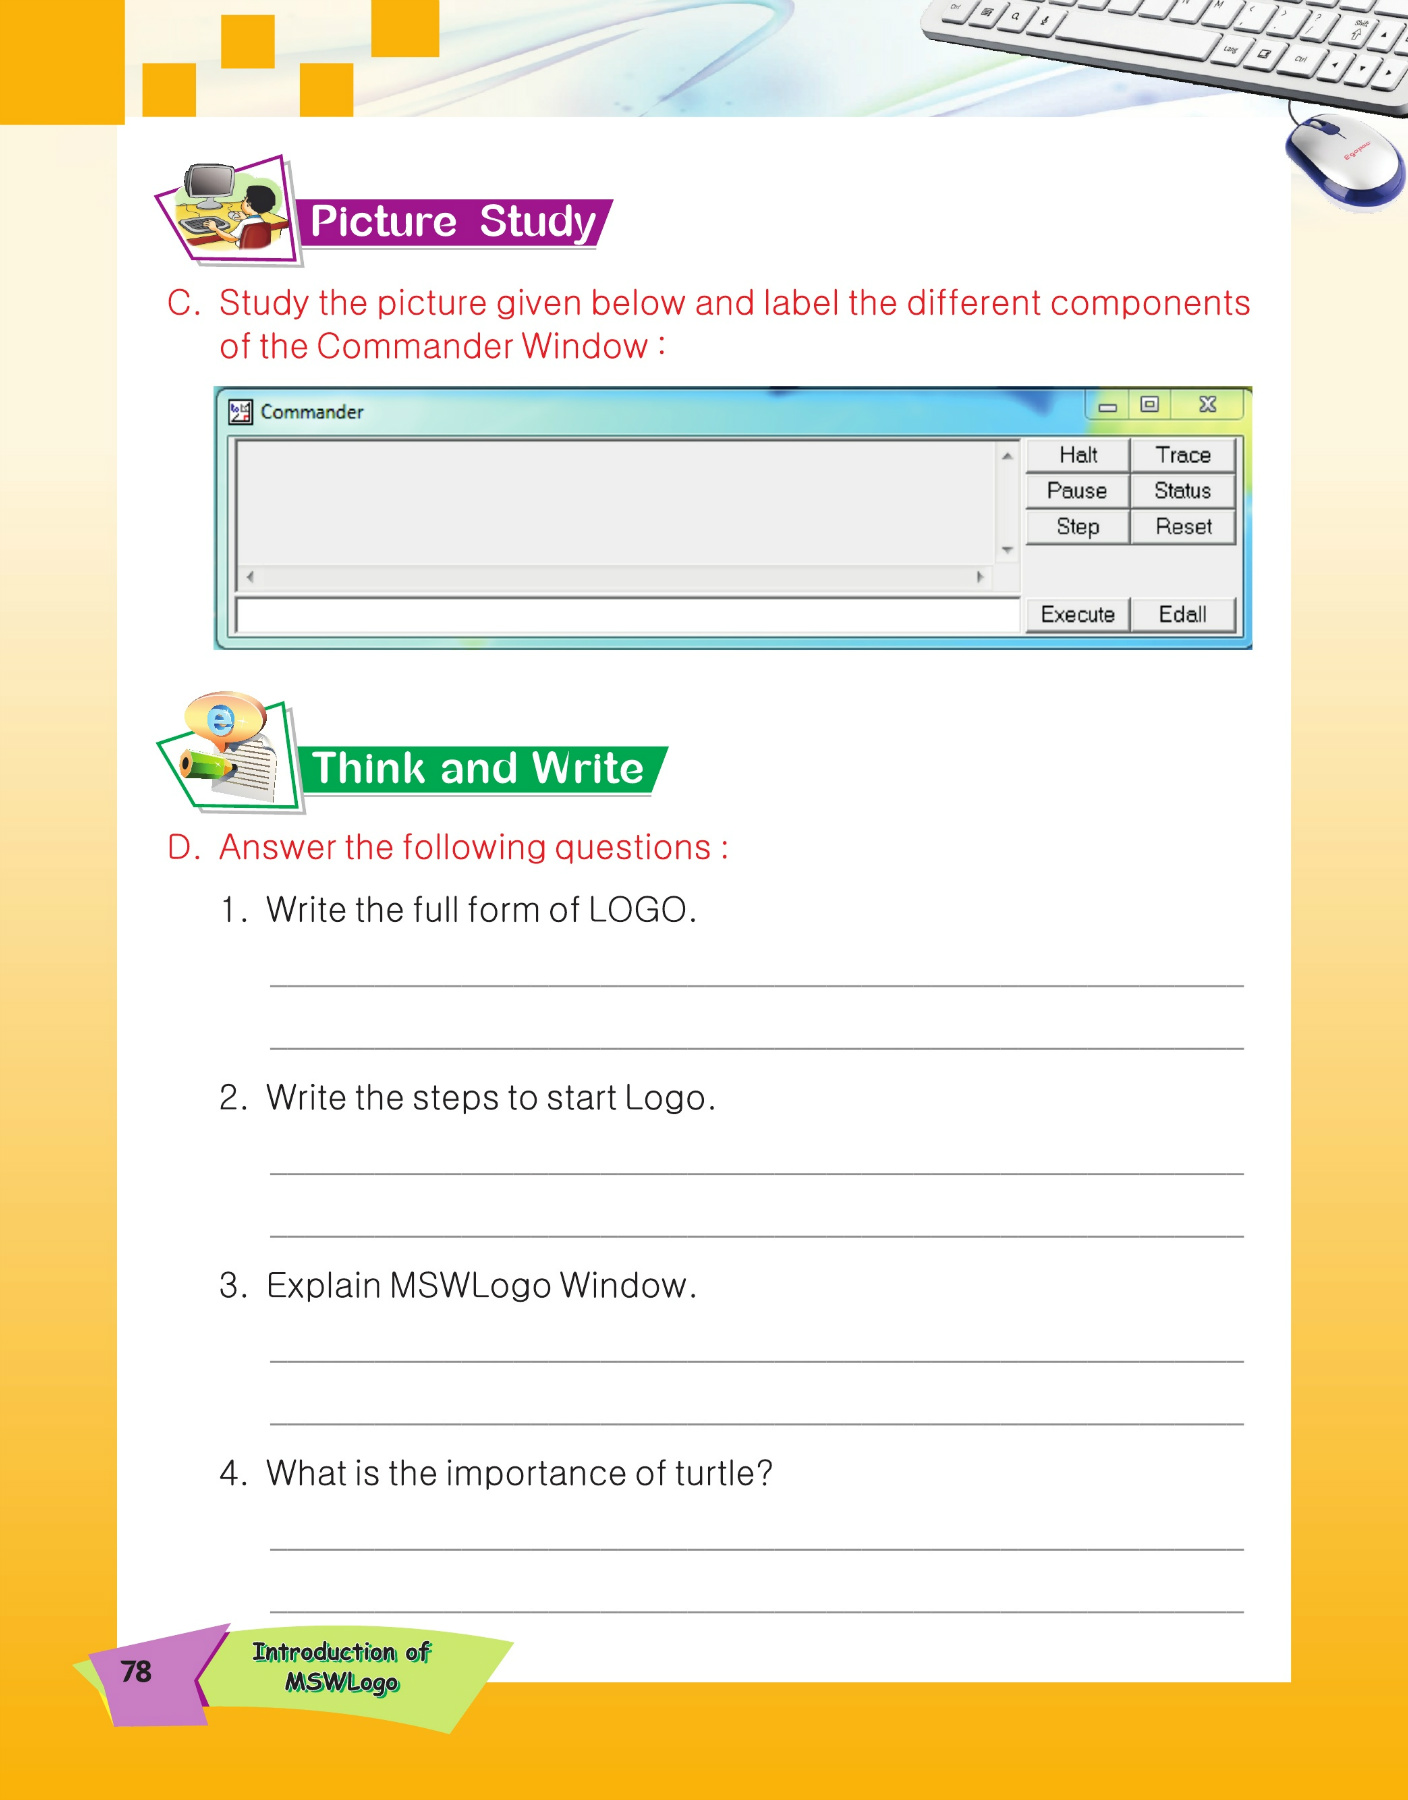 Picture Study
C. Study the picture given below and label the different components
of the Commander Window :
Commander
Halt Trace
Pause Status
Step Reset
Execute Edall
Think and Write
D. Answer the following questions :
1. Write the full form of LOGO.
2. Write the steps to start Logo.
3. Explain MSWLogo Window.
4. What is the importance of turtle?
78
Introduction of
MSWLogo